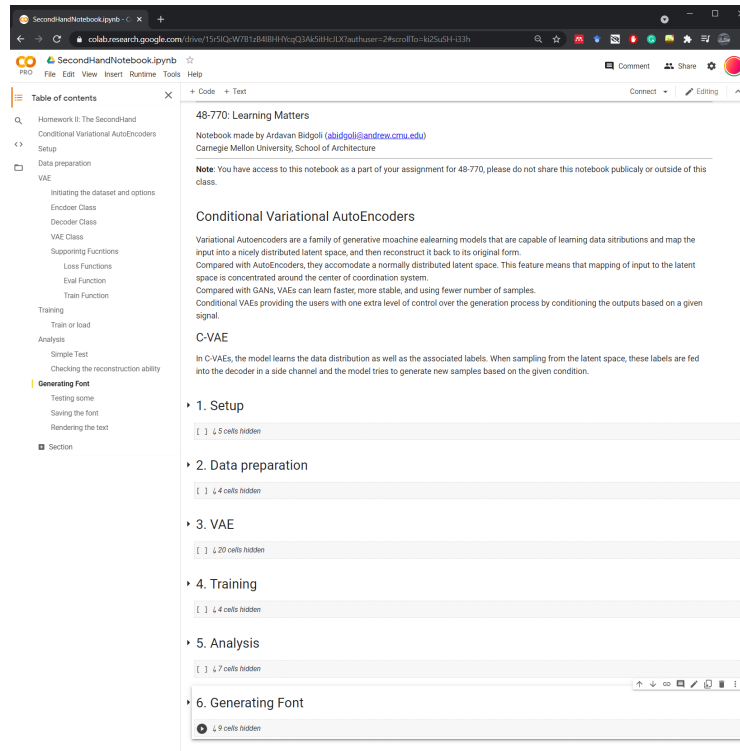 SecondHandNotebook.ipynb - C
colab.research.google.com/drive/15r5IQcW7B1zB4IBHHYcqQ3Ak5itHcJLX?authuser=2#scrollTo=ki2SuSH-i33h
PRO
SecondHandNotebook.ipynb
File Edit View Insert Runtime Tools Help
Comment
Share
+ Code + Text
Connect
Editing
Table of contents
Homework II: The SecondHand
Conditional Variational AutoEncoders
Setup
Data preparation
VAE
Initiating the dataset and options
Encdoer Class
Decoder Class
VAE Class
Supporintg Fucntions
Loss Functions
Eval Function
Train Function
Training
Train or load
Analysis
Simple Test
Checking the reconstruction ability
Generating Font
Testing some
Saving the font
Rendering the text
Section
48-770: Learning Matters
Notebook made by Ardavan Bidgoli (abidgoli@andrew.cmu.edu)
Carnegie Mellon University, School of Architecture
Note: You have access to this notebook as a part of your assignment for 48-770, please do not share this notebook publicaly or outside of this
class.
Conditional Variational AutoEncoders
Variational Autoencoders are a family of generative moachine ealearning models that are capable of learning data sitributions and map the
input into a nicely distributed latent space, and then reconstruct it back to its original form.
Compared with AutoEncoders, they accomodate a normally distributed latent space. This feature means that mapping of input to the latent
space is concentrated around the center of coordination system.
Compared with GANs, VAEs can learn faster, more stable, and using fewer number of samples.
Conditional VAEs providing the users with one extra level of control over the generation process by conditioning the outputs based on a given
signal.
C-VAE
In C-VAEs, the model learns the data distribution as well as the associated labels. When sampling from the latent space, these labels are fed
into the decoder in a side channel and the model tries to generate new samples based on the given condition.
1. Setup
[ ] ↳ 5 cells hidden
2. Data preparation
[ ] ↳ 4 cells hidden
3. VAE
[ ] ↳ 20 cells hidden
4. Training
[ ] ↳ 4 cells hidden
5. Analysis
[ ] ↳ 7 cells hidden
6. Generating Font
↳ 9 cells hidden